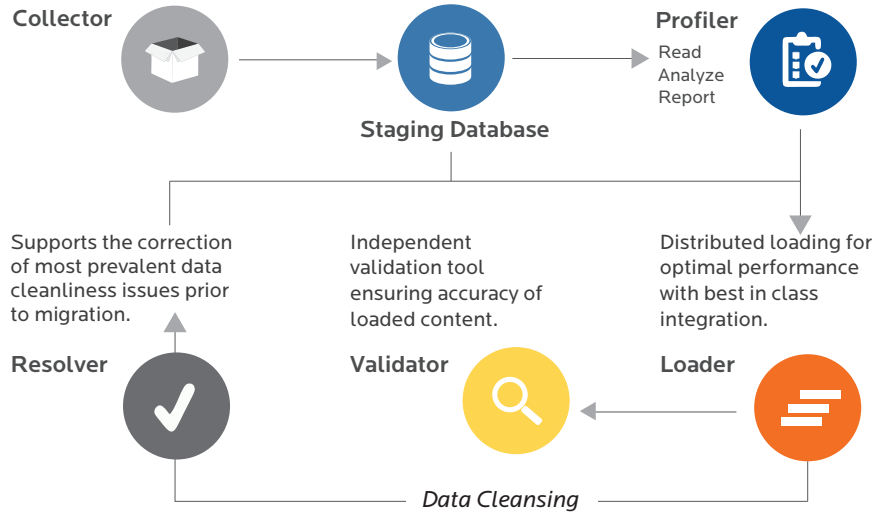 Collector
Profiler
Read
Analyze
Report
Staging Database
Supports the correction
of most prevalent data
cleanliness issues prior
to migration.
Independent
validation tool
ensuring accuracy of
loaded content.
Distributed loading for
optimal performance
with best in class
integration.
Resolver
Validator
Loader
Data Cleansing